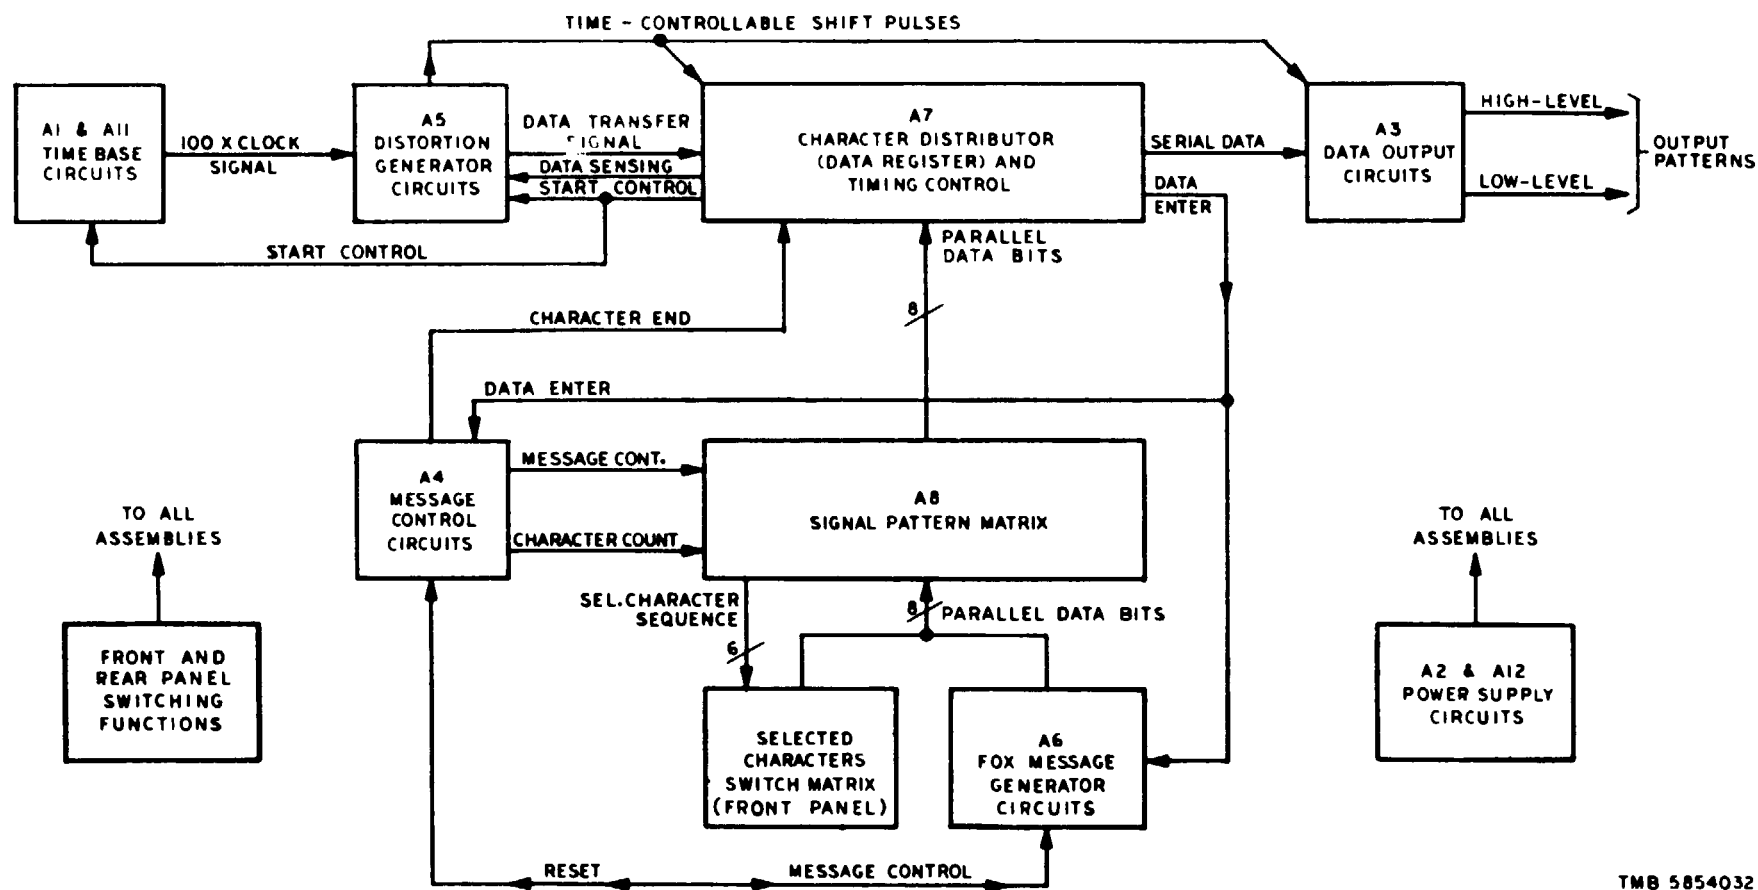 TIME - CONTROLLABLE SHIFT PULSES
A1 & A11
TIME BASE
CIRCUITS
100 X CLOCK
SIGNAL
A5
DISTORTION
GENERATOR
CIRCUITS
DATA TRANSFER
SIGNAL
DATA SENSING
START CONTROL
A7
CHARACTER DISTRIBUTOR
(DATA REGISTER) AND
TIMING CONTROL
SERIAL DATA
DATA
ENTER
A3
DATA OUTPUT
CIRCUITS
HIGH-LEVEL
LOW-LEVEL
OUTPUT
PATTERNS
START CONTROL
PARALLEL
DATA BITS
8
CHARACTER END
DATA ENTER
A4
MESSAGE
CONTROL
CIRCUITS
MESSAGE CONT.
CHARACTER COUNT
A8
SIGNAL PATTERN MATRIX
TO ALL
ASSEMBLIES
FRONT AND
REAR PANEL
SWITCHING
FUNCTIONS
SEL. CHARACTER
SEQUENCE
6
8
PARALLEL DATA BITS
SELECTED
CHARACTERS
SWITCH MATRIX
(FRONT PANEL)
A6
FOX MESSAGE
GENERATOR
CIRCUITS
TO ALL
ASSEMBLIES
A2 & A12
POWER SUPPLY
CIRCUITS
RESET
MESSAGE CONTROL
TMB 5854032